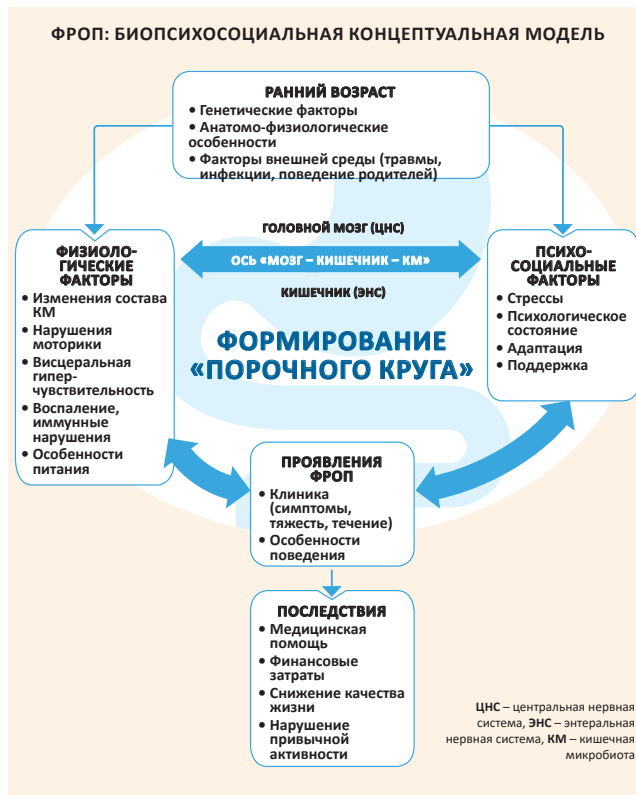 ФРОП: БИОПСИХОСОЦИАЛЬНАЯ КОНЦЕПТУАЛЬНАЯ МОДЕЛЬ
РАННИЙ ВОЗРАСТ
• Генетические факторы
• Анатомо-физиологические
особенности
• Факторы внешней среды (травмы,
инфекции, поведение родителей)
ГОЛОВНОЙ МОЗГ (ЦНС)
ОСЬ «МОЗГ – КИШЕЧНИК – КМ»
КИШЕЧНИК (ЭНС)
ФИЗИОЛО-
ГИЧЕСКИЕ
ФАКТОРЫ
• Изменения состава
КМ
• Нарушения
моторики
• Висцеральная
гипер-
чувствительность
• Воспаление,
иммунные
нарушения
• Особенности
питания
ПСИХО-
СОЦИАЛЬНЫЕ
ФАКТОРЫ
• Стрессы
• Психологическое
состояние
• Адаптация
• Поддержка
ФОРМИРОВАНИЕ
«ПОРОЧНОГО КРУГА»
ПРОЯВЛЕНИЯ
ФРОП
• Клиника
(симптомы,
тяжесть, течение)
• Особенности
поведения
ПОСЛЕДСТВИЯ
• Медицинская
помощь
• Финансовые
затраты
• Снижение качества
жизни
• Нарушение
привычной
активности
ЦНС – центральная нервная
система, ЭНС – энтеральная
нервная система, КМ – кишечная
микробиота